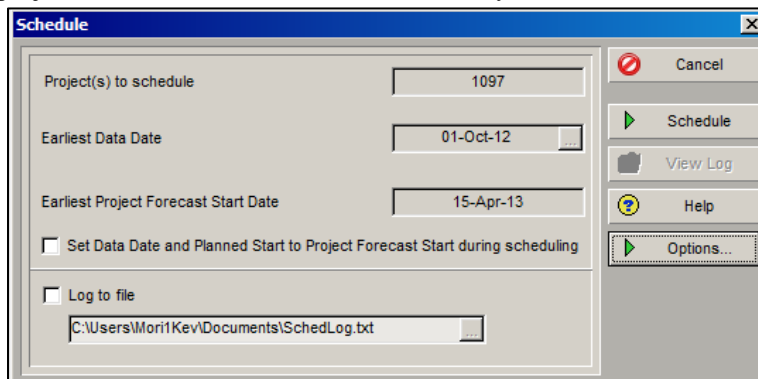 Schedule
Project(s) to schedule 1097
Earliest Data Date 01-Oct-12 ...
Earliest Project Forecast Start Date 15-Apr-13
Set Data Date and Planned Start to Project Forecast Start during scheduling
Log to file
C:\Users\Mori1Kev\Documents\SchedLog.txt ...
Cancel
Schedule
View Log
Help
Options...